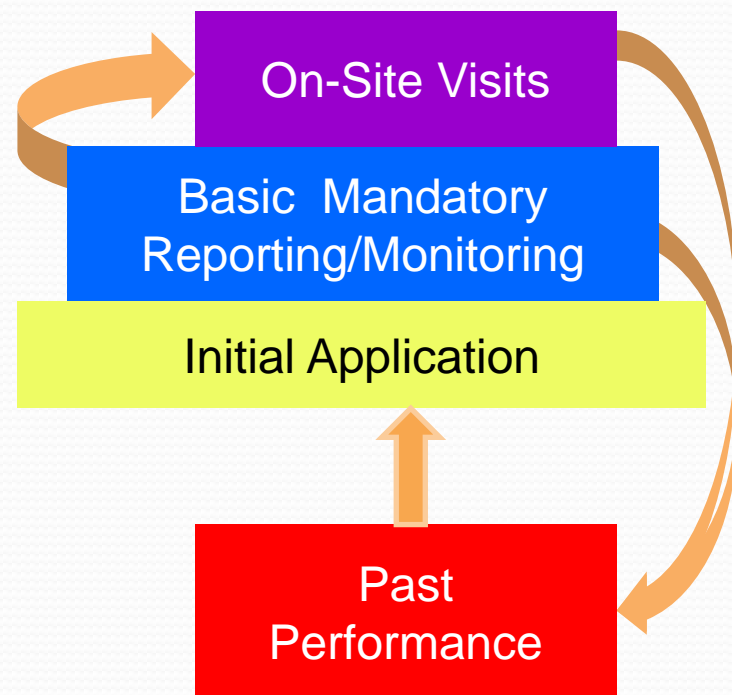 On-Site Visits
Basic  Mandatory
Reporting/Monitoring
Initial Application
Past
Performance